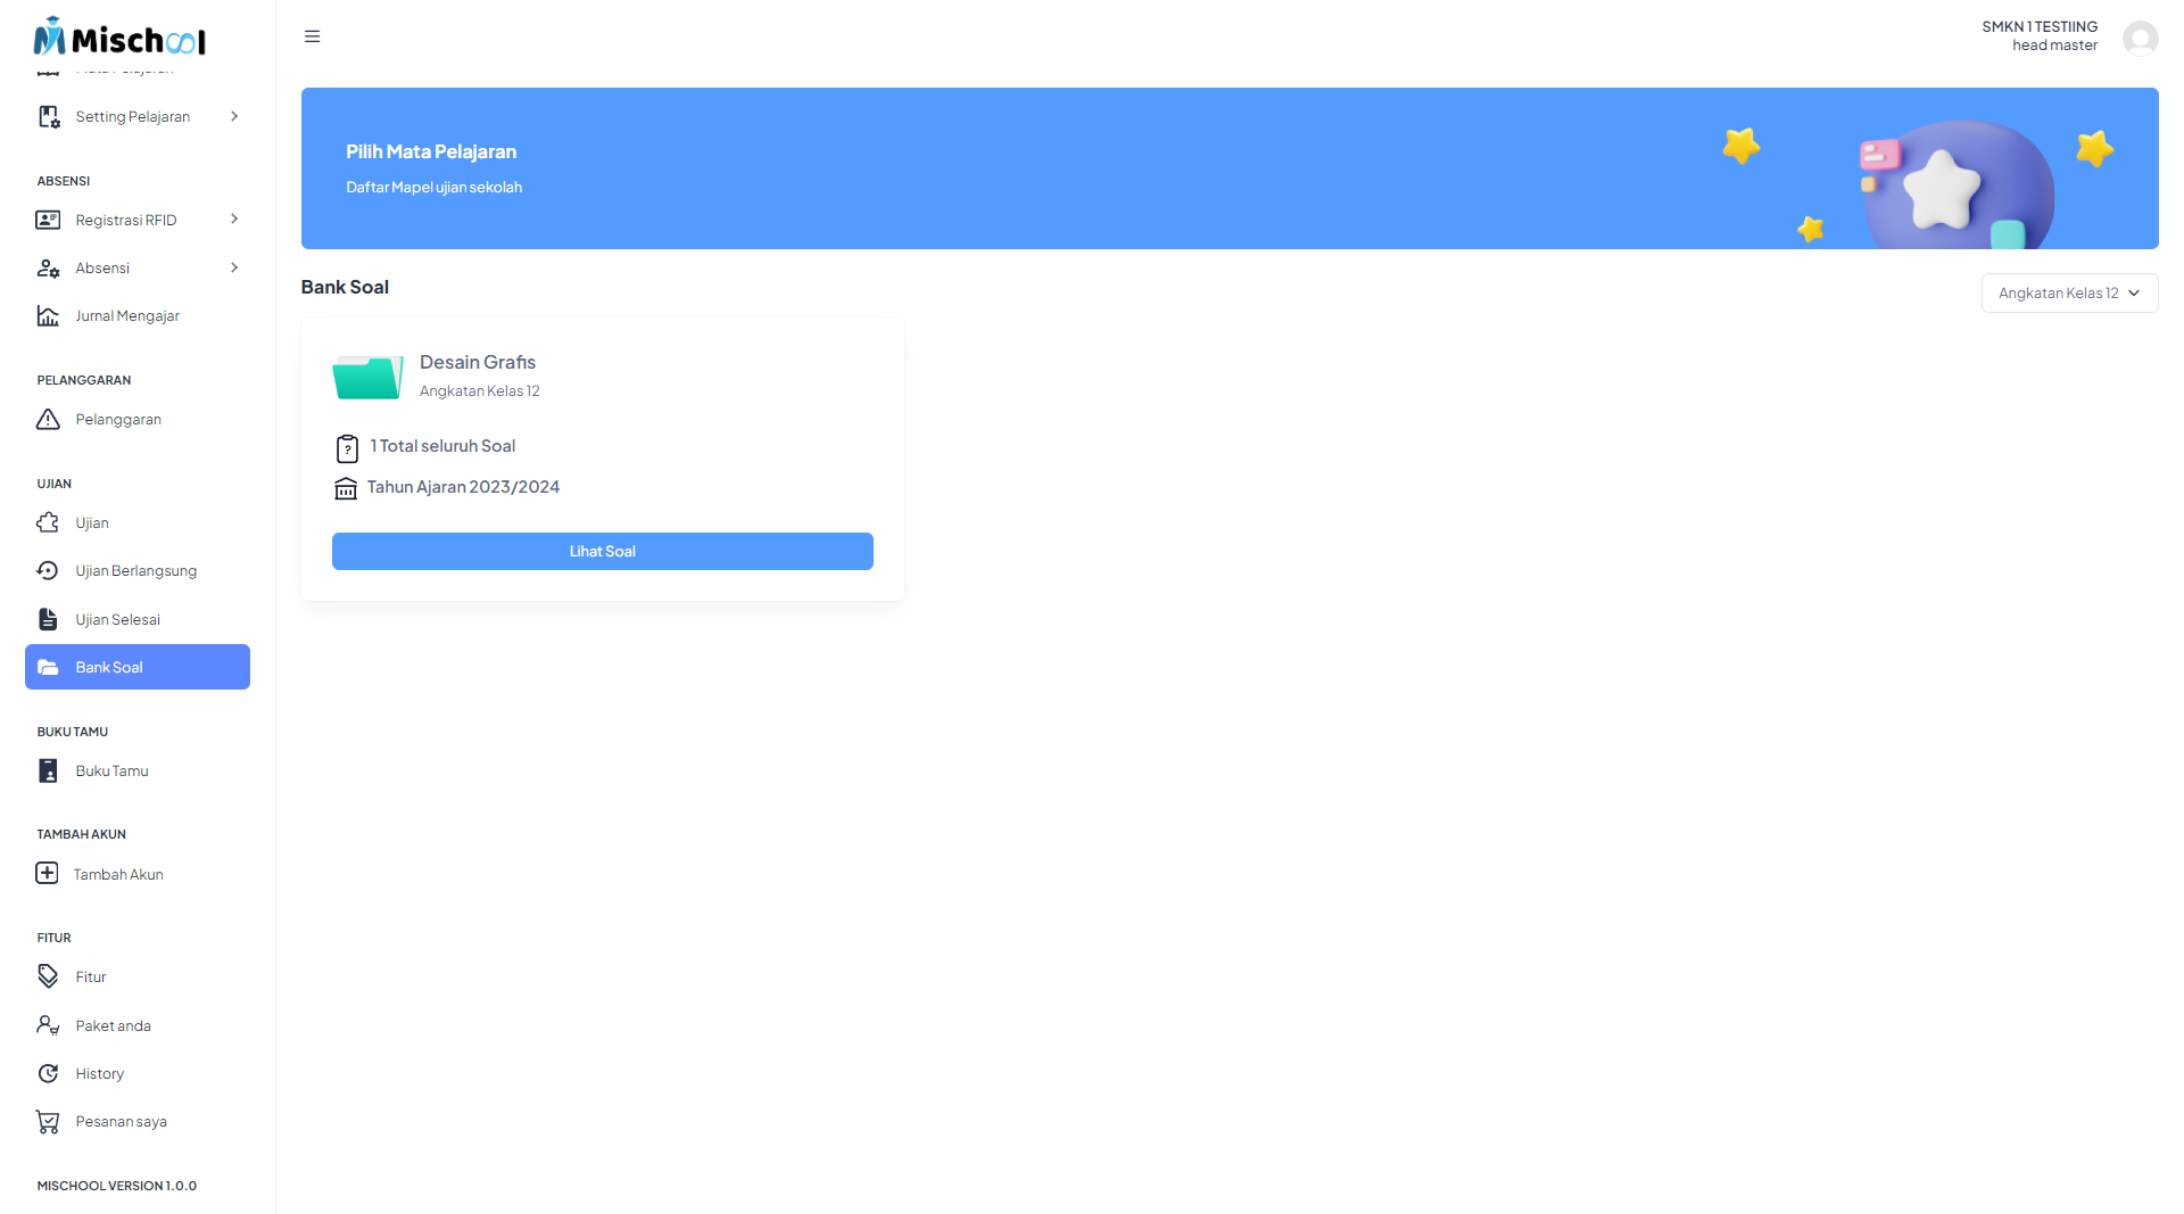 Mischool
Setting Pelajaran
ABSENSI
Registrasi RFID
Absensi
Jurnal Mengajar
PELANGGARAN
Pelanggaran
UJIAN
Ujian
Ujian Berlangsung
Ujian Selesai
Bank Soal
BUKU TAMU
Buku Tamu
TAMBAH AKUN
Tambah Akun
FITUR
Fitur
Paket anda
History
Pesanan saya
MISCHOOL VERSION 1.0.0
SMKN 1 TESTIING
head master
Pilih Mata Pelajaran
Daftar Mapel ujian sekolah
Bank Soal
Angkatan Kelas 12
Desain Grafis
Angkatan Kelas 12
1 Total seluruh Soal
Tahun Ajaran 2023/2024
Lihat Soal